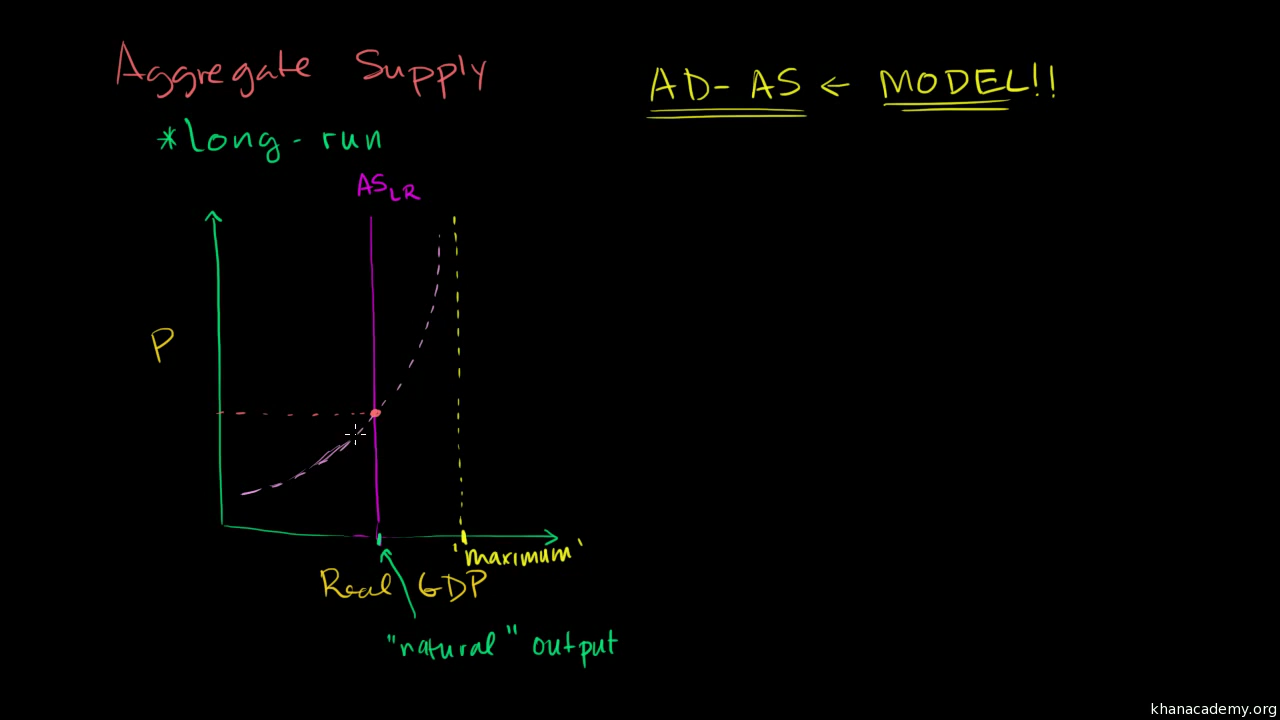 Aggregate Supply
AD- AS ← MODEL!!
*Long-run
AS LR
P
'maximum'
Real GDP
"natural" output
khanacademy.org